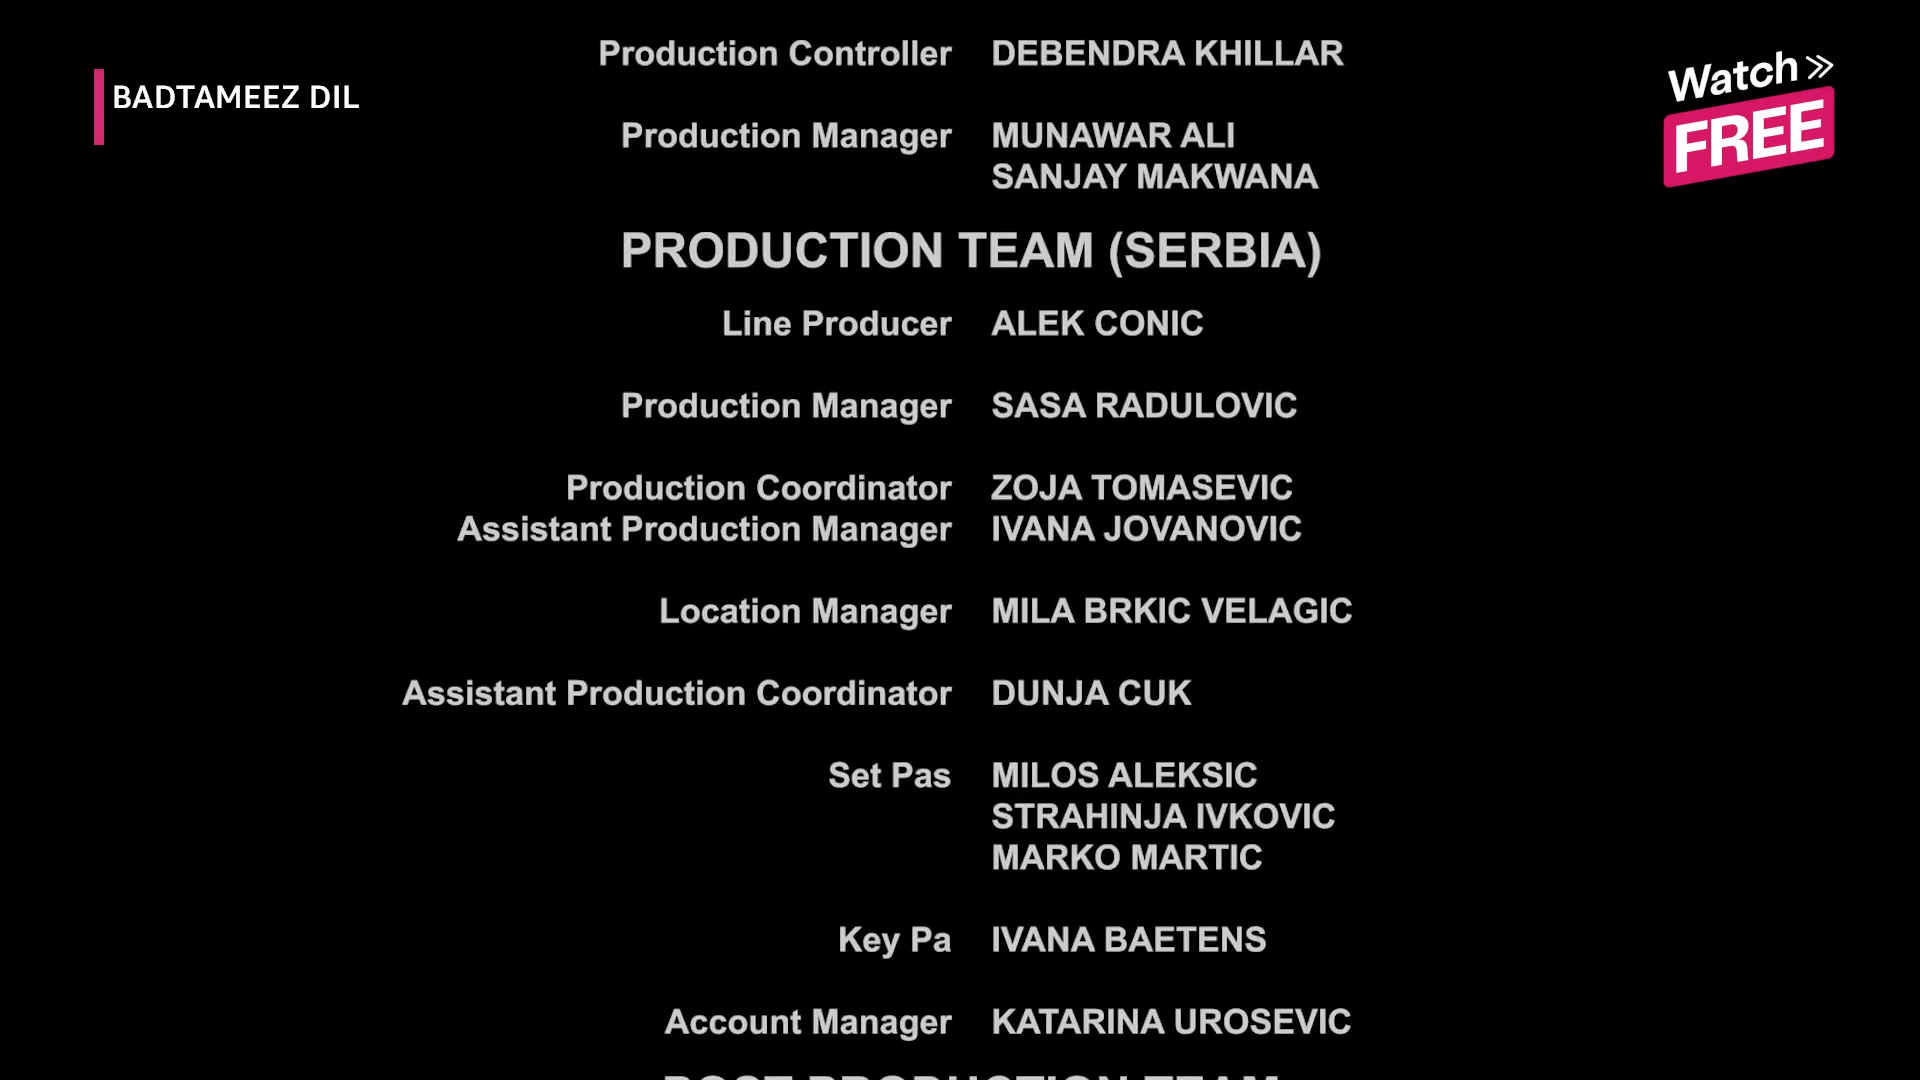 Production Controller DEBENDRA KHILLAR
BADTAMEEZ DIL
Watch
FREE
Production Manager MUNAWAR ALI
SANJAY MAKWANA
PRODUCTION TEAM (SERBIA)
Line Producer ALEK CONIC
Production Manager SASA RADULOVIC
Production Coordinator ZOJA TOMASEVIC
Assistant Production Manager IVANA JOVANOVIC
Location Manager MILA BRKIC VELAGIC
Assistant Production Coordinator DUNJA CUK
Set Pas MILOS ALEKSIC
STRAHINJA IVKOVIC
MARKO MARTIC
Key Pa IVANA BAETENS
Account Manager KATARINA UROSEVIC
POST PRODUCTION TEAM